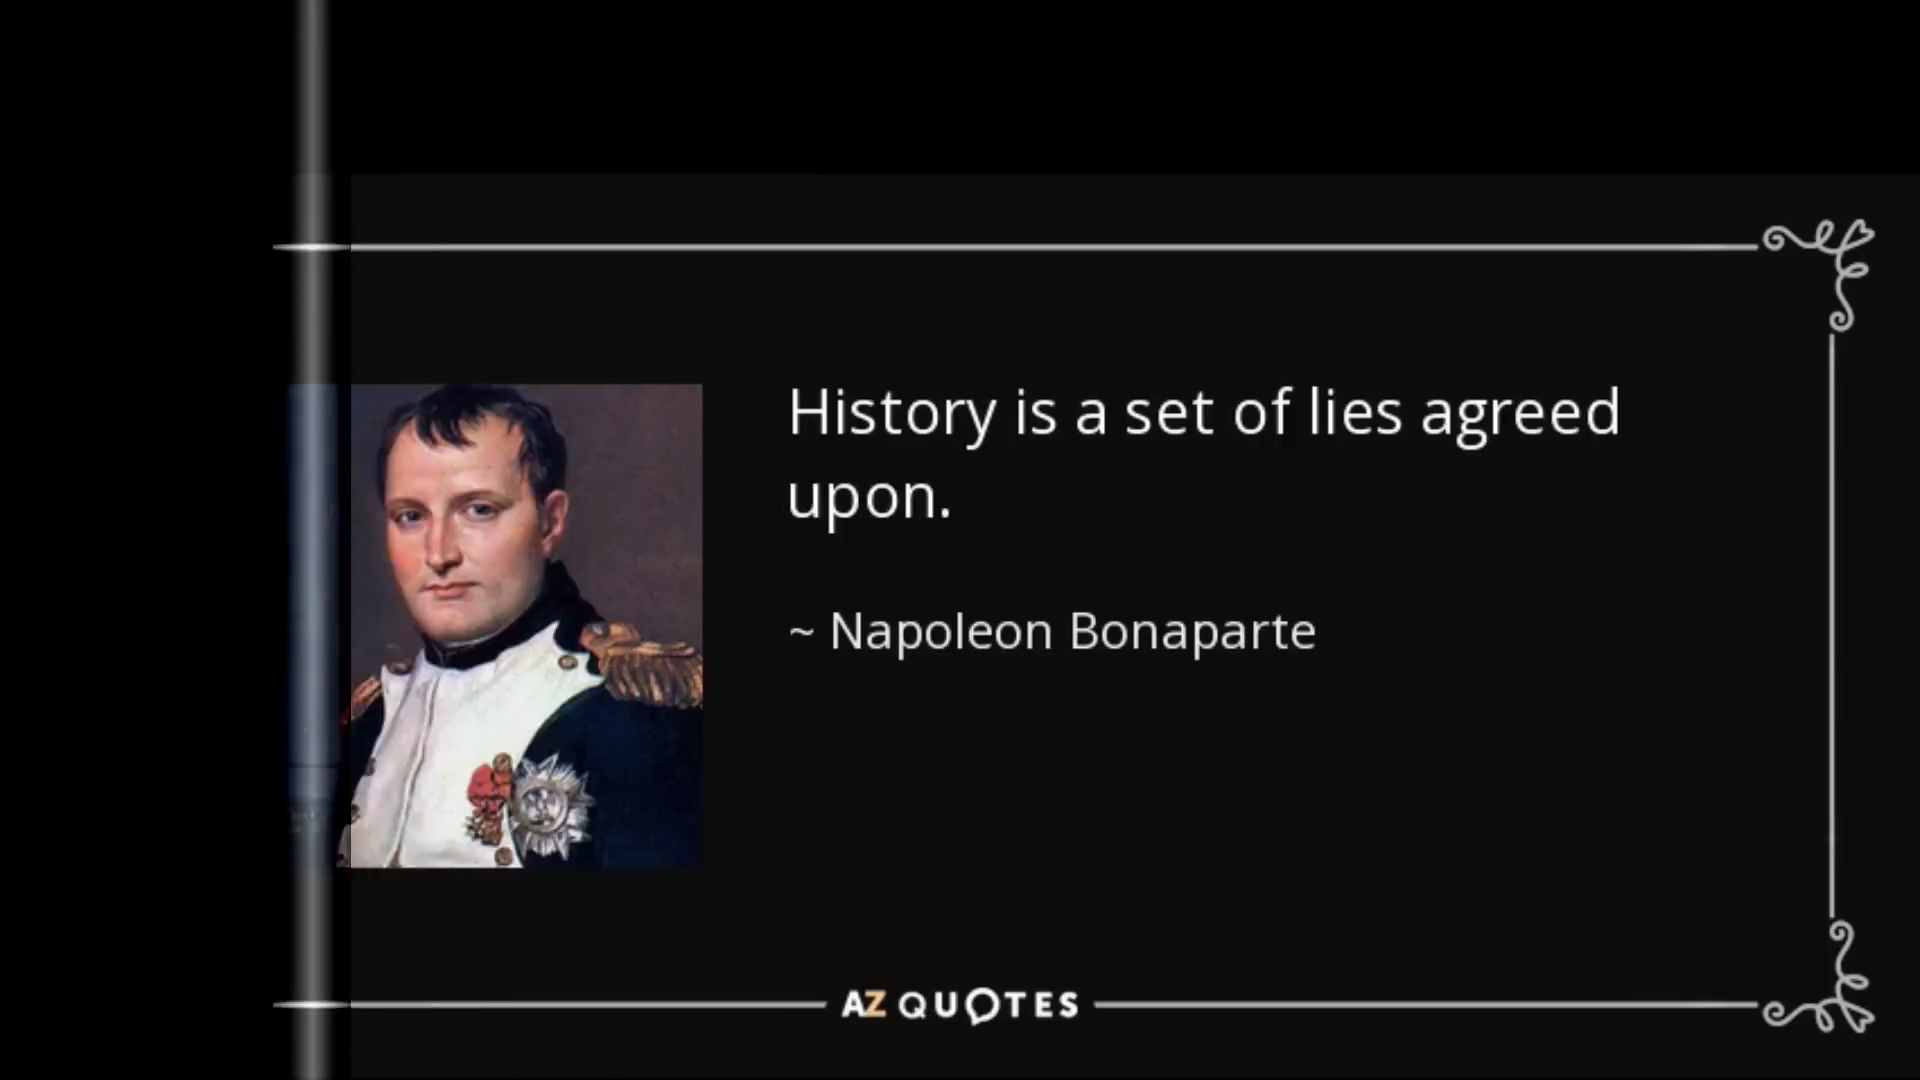 History is a set of lies agreed
upon.
~ Napoleon Bonaparte
AZ QUOTES